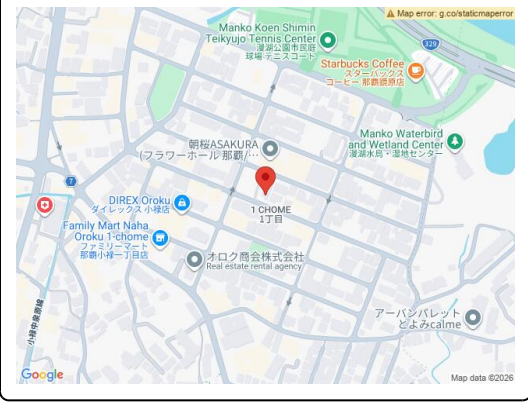 Map error: g.co/staticmaperror
Manko Koen Shimin
Teikyujo Tennis Center
漫湖公園市民庭
球場 テニスコート
329
Starbucks Coffee
スターバックス
コーヒー 那覇鏡原店
朝桜ASAKURA
(フラワーホール 那覇/…
Manko Waterbird
and Wetland Center
漫湖水鳥・湿地センター
7
DIREX Oroku
ダイレックス 小禄店
1 CHOME
1丁目
Family Mart Naha
Oroku 1-chome
ファミリーマート
那覇小禄一丁目店
オロク商会株式会社
Real estate rental agency
アーバンパレット
とよみcalme
小禄中泉原線
Google
Map data ©2026